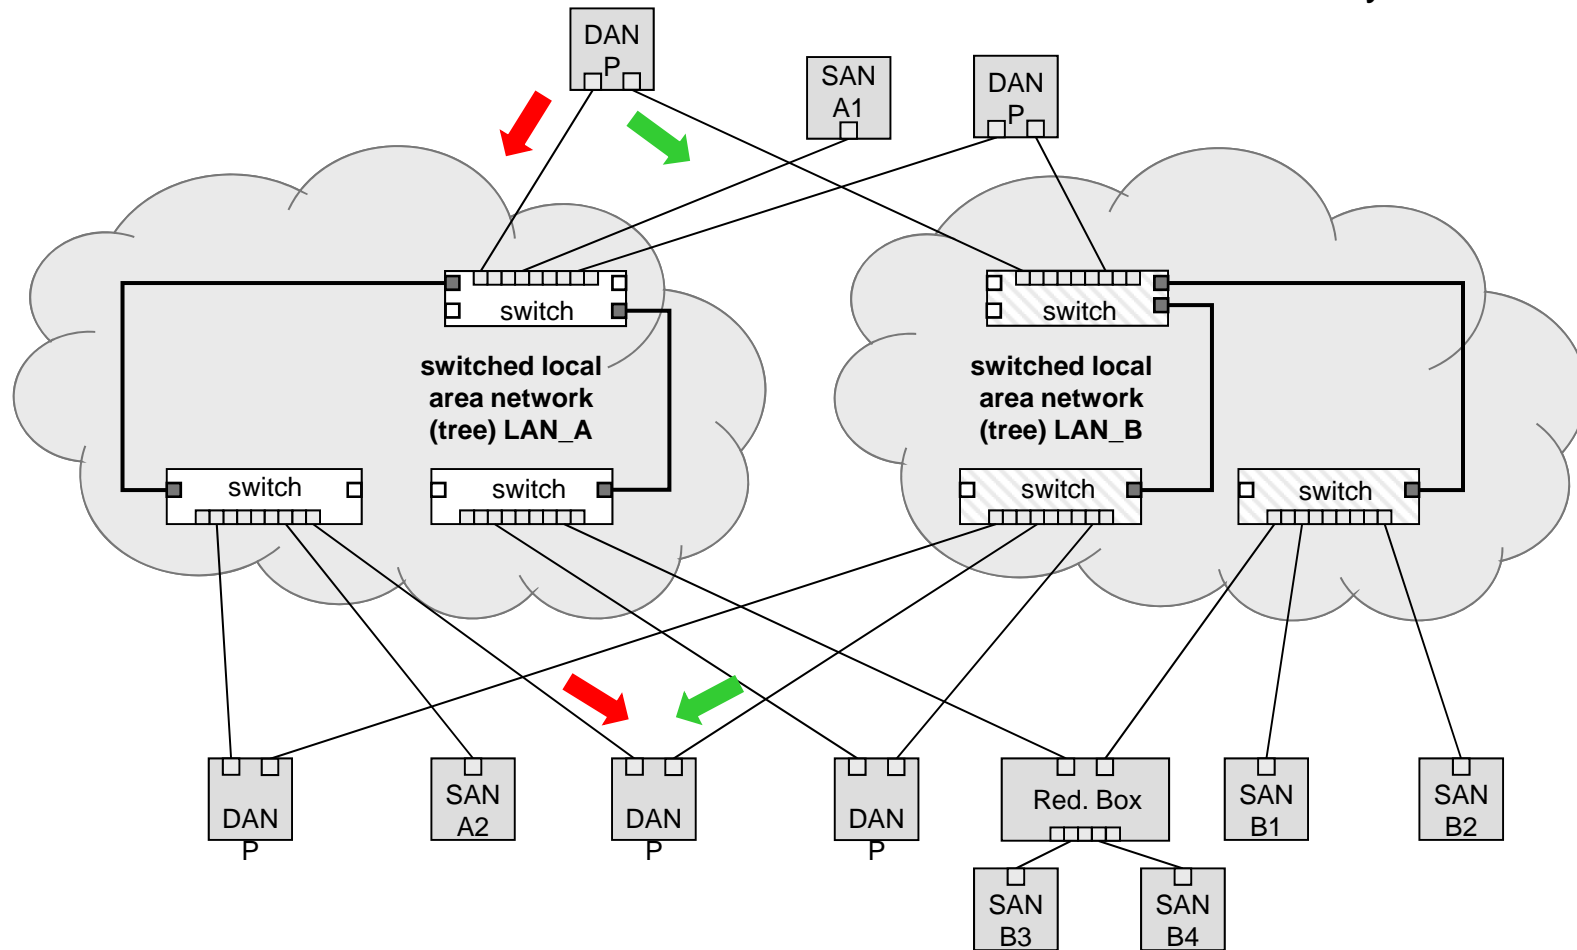 y
DAN
P
SAN
A1
DAN
P
switch
switch
switched local
area network
(tree) LAN_A
switched local
area network
(tree) LAN_B
switch
switch
switch
switch
DAN
P
SAN
A2
DAN
P
DAN
P
Red. Box
SAN
B1
SAN
B2
SAN
B3
SAN
B4